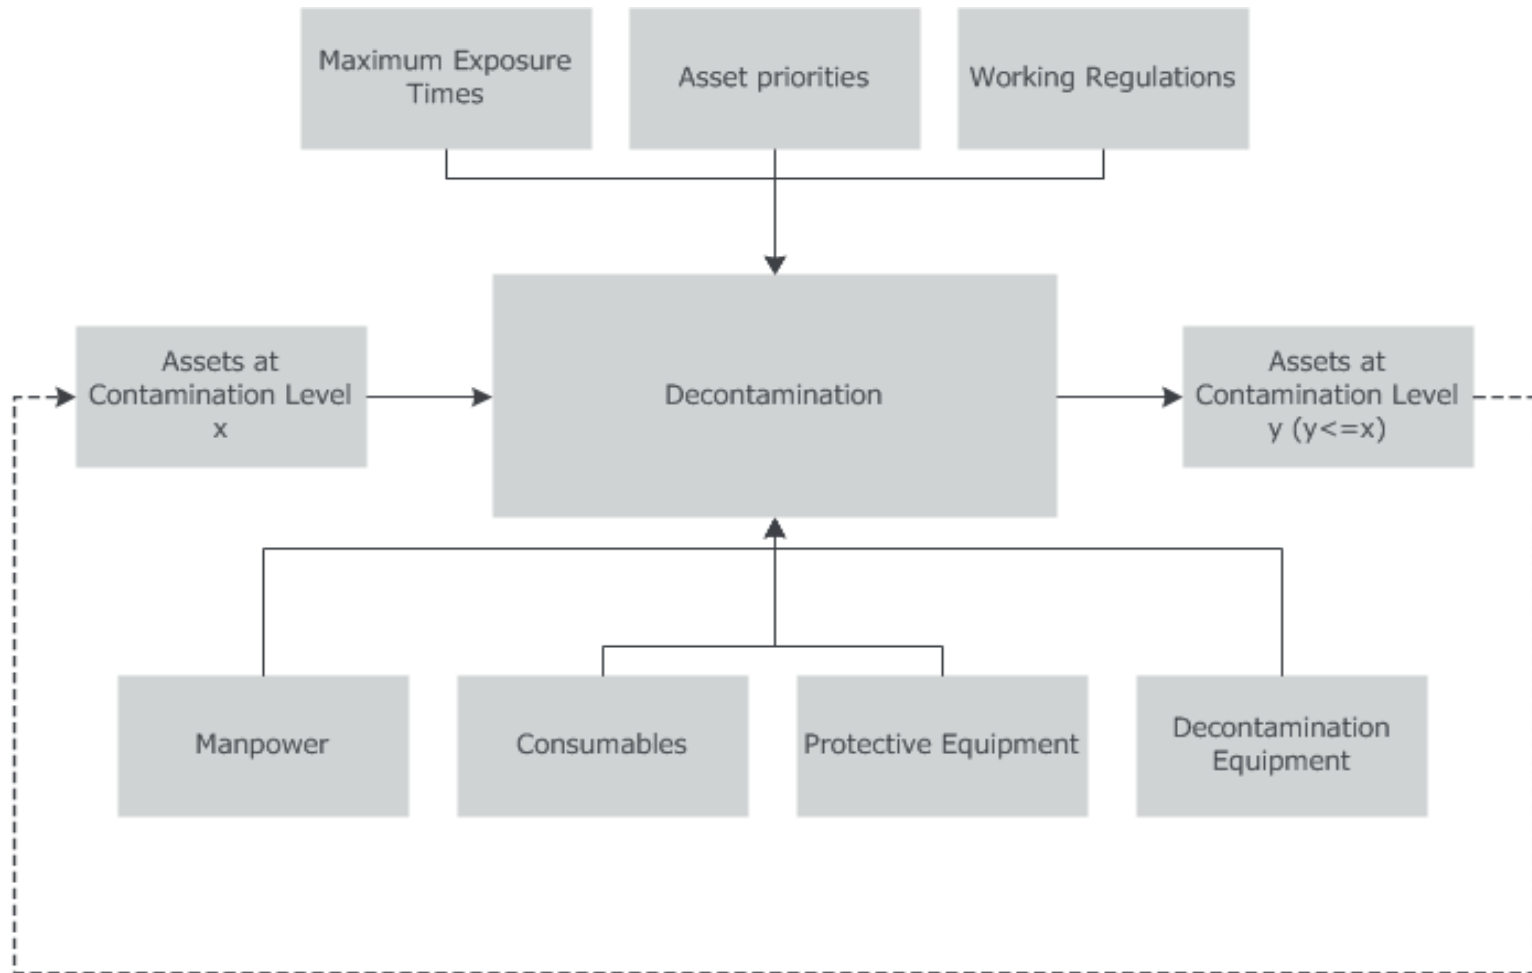 Maximum Exposure
Times
Asset priorities
Working Regulations
Assets at
Contamination Level
x
Decontamination
Assets at
Contamination Level
y (y<=x)
Manpower
Consumables
Protective Equipment
Decontamination
Equipment